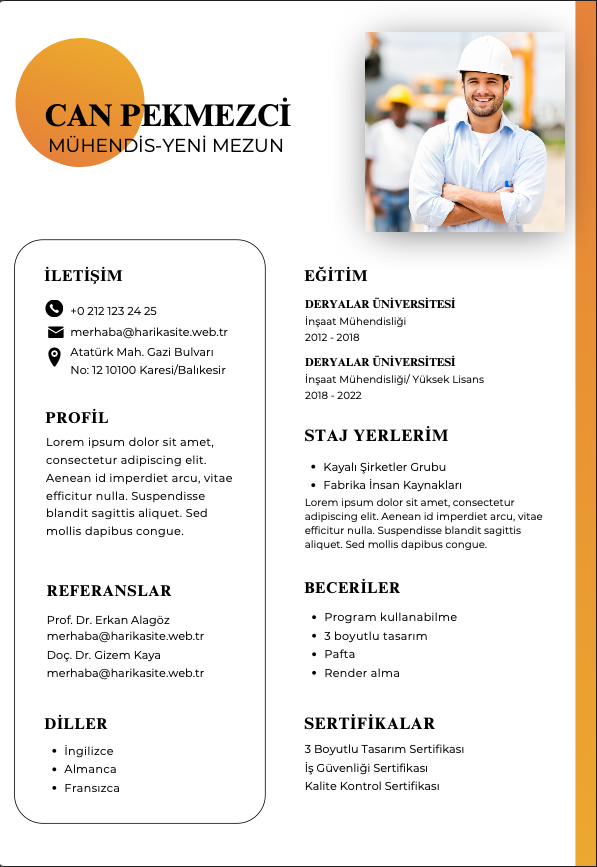 CAN PEKMEZCİ
MÜHENDİS-YENİ MEZUN
İLETİŞİM
+0 212 123 24 25
merhaba@harikasite.web.tr
Atatürk Mah. Gazi Bulvarı
No: 12 10100 Karesi/Balıkesir
PROFİL
Lorem ipsum dolor sit amet,
consectetur adipiscing elit.
Aenean id imperdiet arcu, vitae
efficitur nulla. Suspendisse
blandit sagittis aliquet. Sed
mollis dapibus congue.
REFERANSLAR
Prof. Dr. Erkan Alagöz
merhaba@harikasite.web.tr
Doç. Dr. Gizem Kaya
merhaba@harikasite.web.tr
DİLLER
• İngilizce
• Almanca
• Fransızca
EĞİTİM
DERYALAR ÜNİVERSİTESİ
İnşaat Mühendisliği
2012 - 2018
DERYALAR ÜNİVERSİTESİ
İnşaat Mühendisliği/ Yüksek Lisans
2018 - 2022
STAJ YERLERİM
• Kayalı Şirketler Grubu
• Fabrika İnsan Kaynakları
Lorem ipsum dolor sit amet, consectetur
adipiscing elit. Aenean id imperdiet arcu, vitae
efficitur nulla. Suspendisse blandit sagittis
aliquet. Sed mollis dapibus congue.
BECERİLER
• Program kullanabilme
• 3 boyutlu tasarım
• Pafta
• Render alma
SERTİFİKALAR
3 Boyutlu Tasarım Sertifikası
İş Güvenliği Sertifikası
Kalite Kontrol Sertifikası